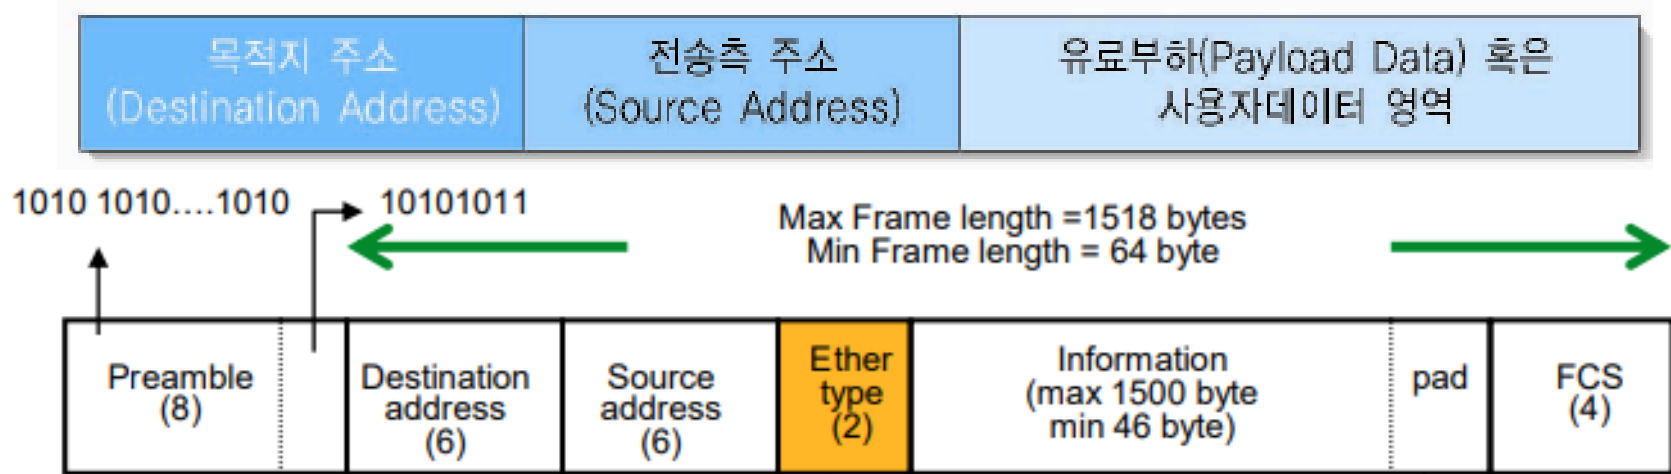 목적지 주소
(Destination Address)
전송측 주소
(Source Address)
유료부하(Payload Data) 혹은
사용자데이터 영역
1010 1010....1010
10101011
Max Frame length =1518 bytes
Min Frame length = 64 byte
Preamble
(8)
Destination
address
(6)
Source
address
(6)
Ether
type
(2)
Information
(max 1500 byte
min 46 byte)
pad
FCS
(4)